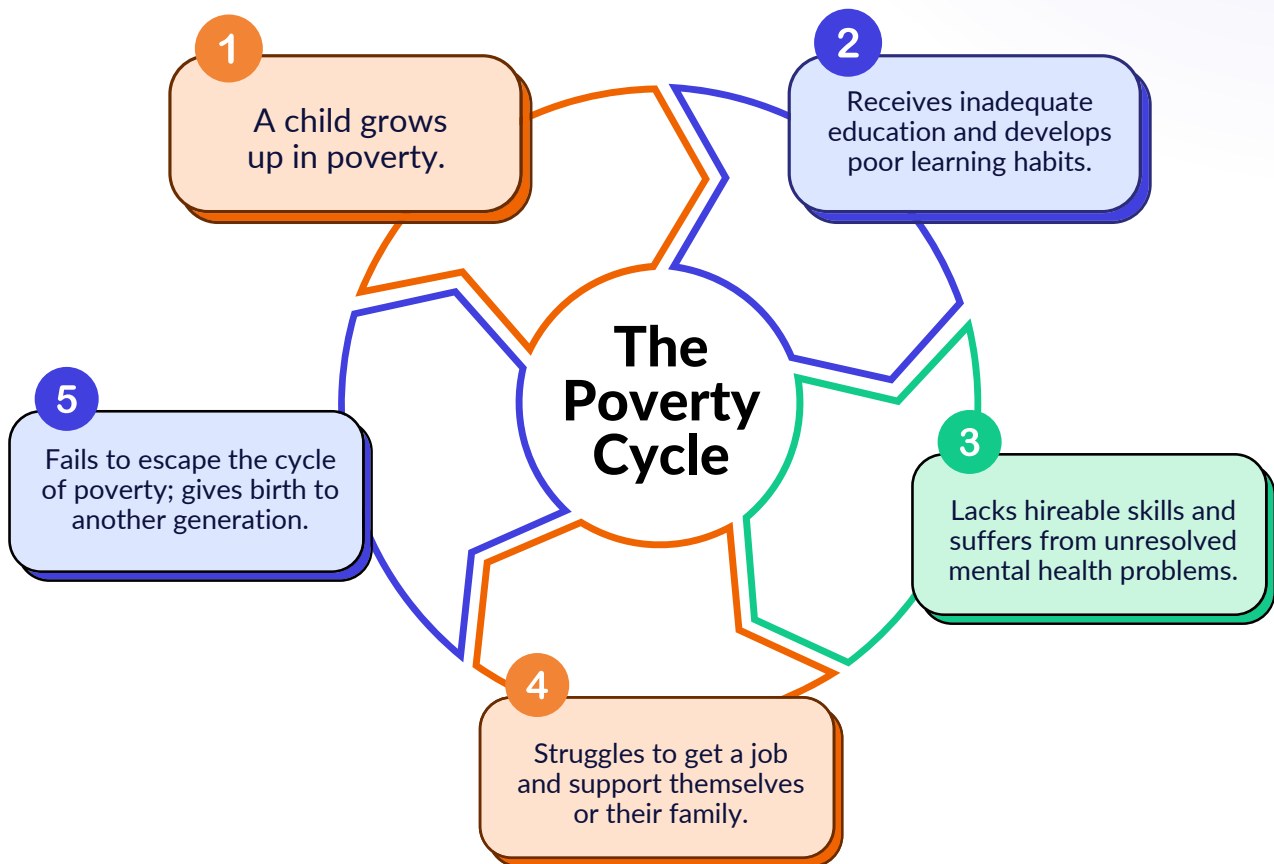 1
A child grows
up in poverty.
2
Receives inadequate
education and develops
poor learning habits.
The
Poverty
Cycle
3
Lacks hireable skills and
suffers from unresolved
mental health problems.
4
Struggles to get a job
and support themselves
or their family.
5
Fails to escape the cycle
of poverty; gives birth to
another generation.